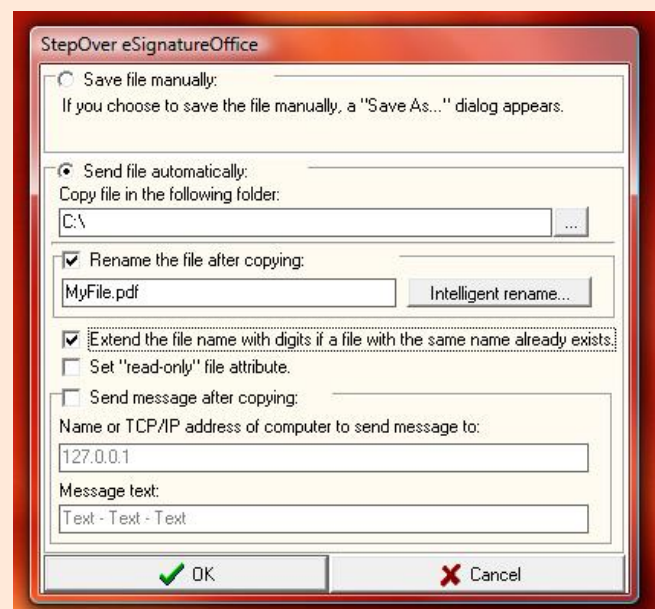 StepOver eSignatureOffice
Save file manually:
If you choose to save the file manually, a "Save As..." dialog appears.
Send file automatically:
Copy file in the following folder:
C:\
...
Rename the file after copying:
MyFile.pdf
Intelligent rename...
Extend the file name with digits if a file with the same name already exists.
Set "read-only" file attribute.
Send message after copying:
Name or TCP/IP address of computer to send message to:
127.0.0.1
Message text:
Text - Text - Text
OK
Cancel